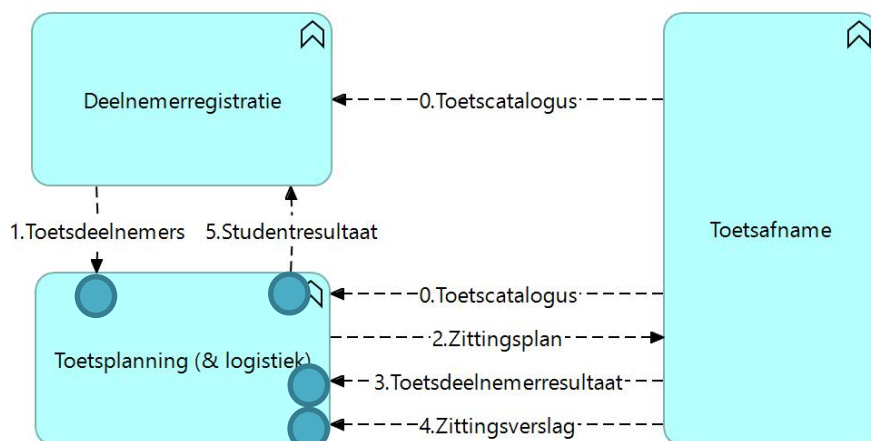 Deelnemerregistratie
0.Toetscatalogus
Toetsafname
1.Toetsdeelnemers
5.Studentresultaat
0.Toetscatalogus
2.Zittingsplan
Toetsplanning (& logistiek)
3.Toetsdeelnemerresultaat
4.Zittingsverslag